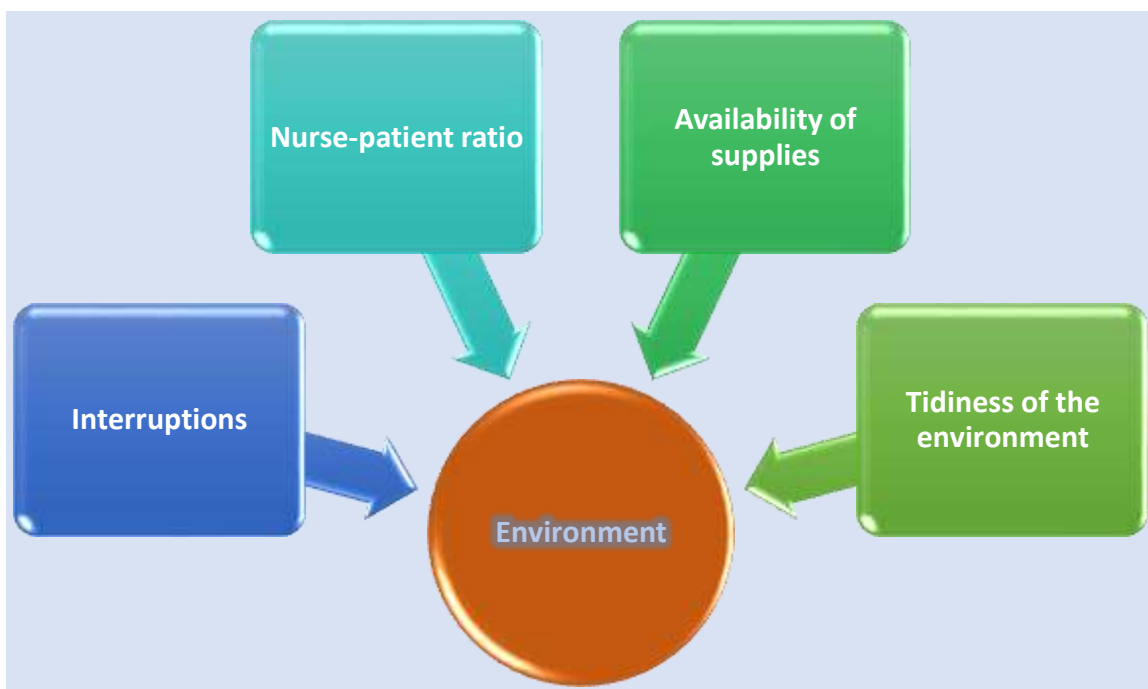 Nurse-patient ratio
Availability of
supplies
Interruptions
Tidiness of the
environment
Environment